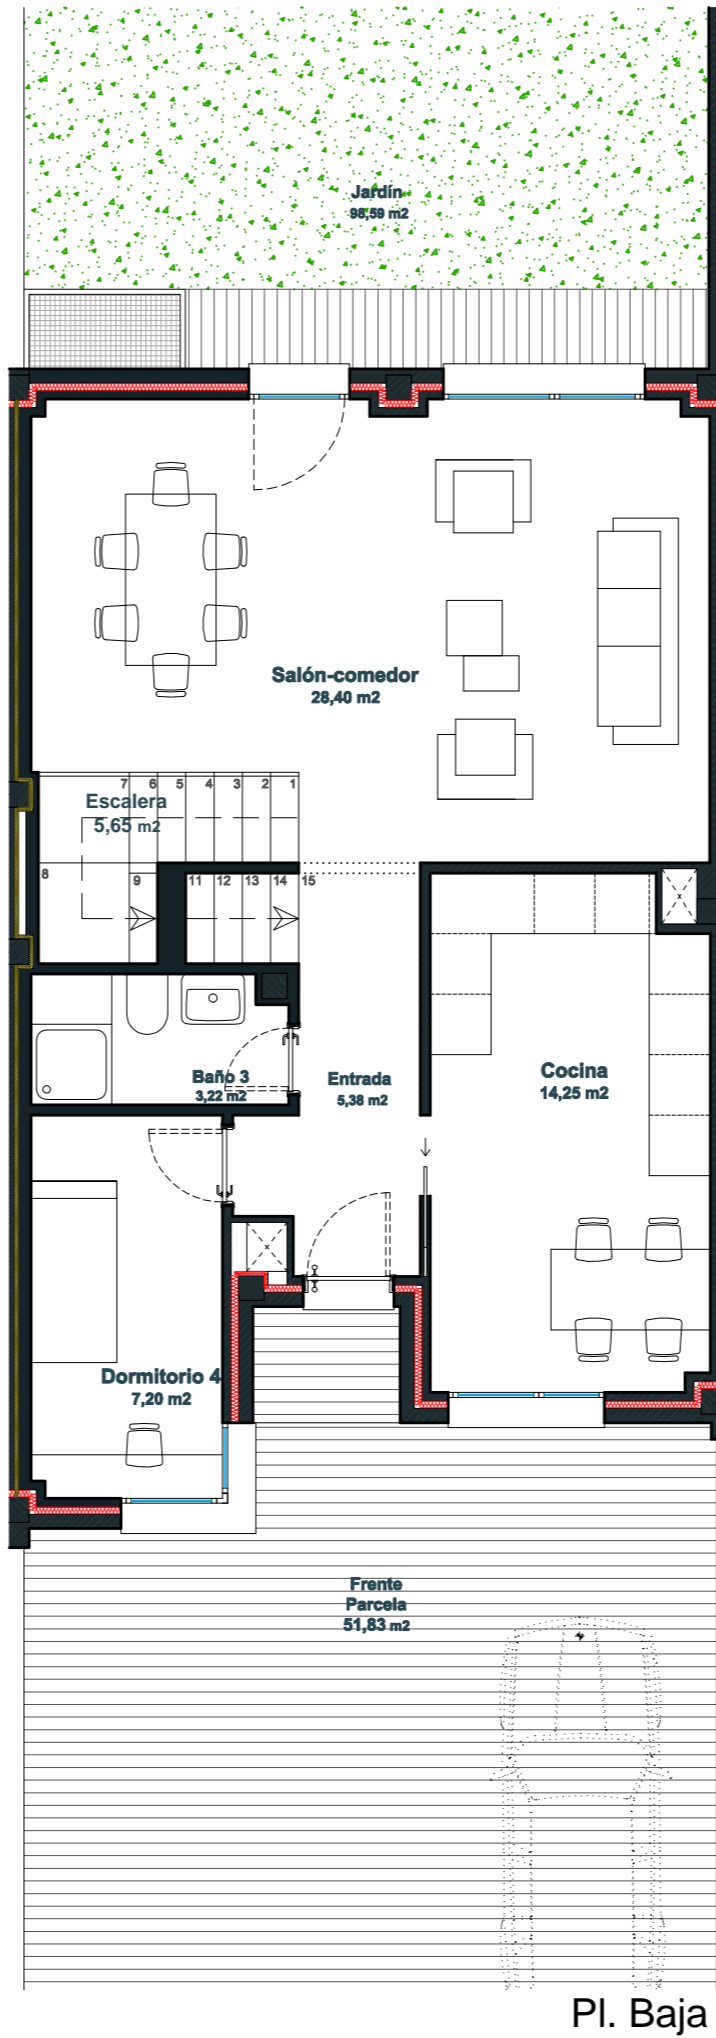 Jardín
98,59 m2
Salón-comedor
28,40 m2
7 6 5 4 3 2 1
Escalera
5,65 m2
8 9 11 12 13 14 15
Baño 3
3,22 m2
Entrada
5,38 m2
Cocina
14,25 m2
Dormitorio 4
7,20 m2
Frente
Parcela
51,83 m2
Pl. Baja